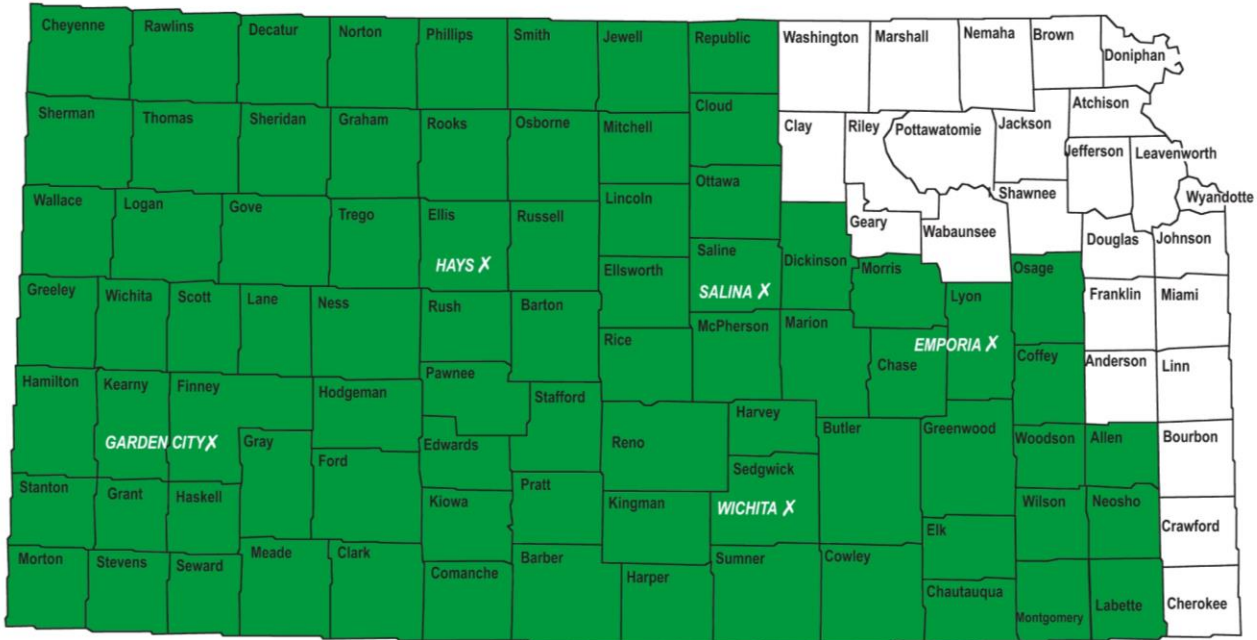 Cheyenne
Rawlins
Decatur
Norton
Phillips
Smith
Jewell
Republic
Washington
Marshall
Nemaha
Brown
Doniphan
Sherman
Thomas
Sheridan
Graham
Rooks
Osborne
Mitchell
Cloud
Clay
Riley
Pottawatomie
Jackson
Atchison
Jefferson
Leavenworth
Wyandotte
Wallace
Logan
Gove
Trego
Ellis
Russell
Lincoln
Ottawa
Shawnee
Geary
Wabaunsee
Douglas
Johnson
HAYS X
Ellsworth
Saline
SALINA X
Dickinson
Morris
Osage
Greeley
Wichita
Scott
Lane
Ness
Rush
Barton
Rice
McPherson
Marion
Lyon
EMPORIA X
Chase
Coffey
Franklin
Miami
Anderson
Linn
Hamilton
Kearny
Finney
Hodgeman
Pawnee
Stafford
Reno
Harvey
Butler
Greenwood
Woodson
Allen
Bourbon
GARDEN CITY X
Gray
Ford
Edwards
Sedgwick
WICHITA X
Stanton
Grant
Haskell
Kiowa
Pratt
Kingman
Elk
Wilson
Neosho
Crawford
Morton
Stevens
Seward
Meade
Clark
Comanche
Barber
Harper
Sumner
Cowley
Chautauqua
Montgomery
Labette
Cherokee